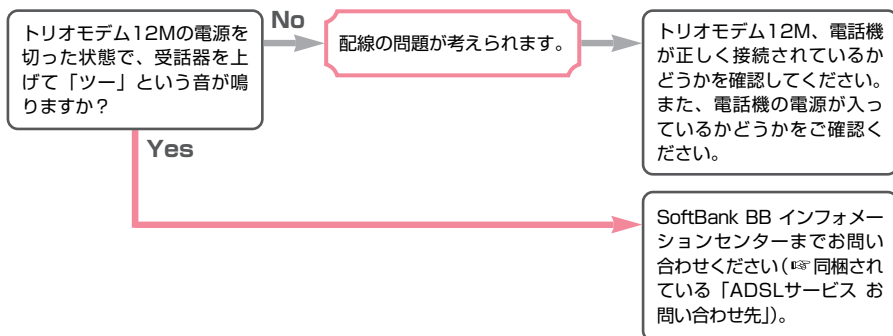 トリオモデム12Mの電源を
切った状態で、受話器を上
げて「ツー」という音が鳴
りますか？
No
配線の問題が考えられます。
トリオモデム12M、電話機
が正しく接続されているか
どうかを確認してください。
また、電話機の電源が入っ
ているかどうかをご確認く
ださい。
Yes
SoftBank BB インフォメー
ションセンターまでお問い
合わせください（☞同梱され
ている「ADSLサービス お
問い合わせ先」）。